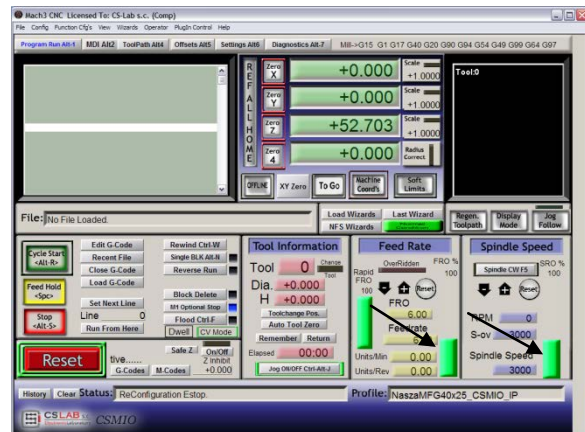 Mach3 CNC Licensed To: CS-Lab s.c. (Comp)
File Config Function Cfg's View Wizards Operator PlugIn Control Help
Program Run Alt-1 MDI Alt2 ToolPath Alt4 Offsets Alt5 Settings Alt6 Diagnostics Alt-7 Mill->G15 G1 G17 G40 G20 G90 G94 G54 G49 G99 G64 G97
REF ALL HOME
Zero X +0.000 Scale +1.0000
Zero Y +0.000 Scale +1.0000
Zero Z +52.703 Scale +1.0000
Zero 4 +0.000 Radius Correct
Tool:0
OFFLINE XY Zero To Go Machine Coord's Soft Limits
File: No File Loaded.
Load Wizards Last Wizard
NFS Wizards
Regen. Toolpath Display Mode Jog Follow
Cycle Start <Alt-R>
Feed Hold <Spc>
Stop <Alt-S>
Edit G-Code
Recent File
Close G-Code
Load G-Code
Set Next Line
Line 0
Run From Here
Rewind Ctrl-W
Single BLK Alt-N
Reverse Run
Block Delete
M1 Optional Stop
Flood Ctrl-F
Dwell CV Mode
Reset
tive......
G-Codes M-Codes
Safe Z On/Off
Z Inhibit
+0.000
Tool Information
Tool 0 Change Tool
Dia. +0.000
H +0.000
Toolchange Pos.
Auto Tool Zero
Remember Return
Elapsed 00:00
Jog ON/OFF Ctrl-Alt-J
Feed Rate
OverRidden FRO % 100
Rapid FRO 100
Reset
FRO
6.00
Feedrate
Units/Min 0.00
Units/Rev 0.00
Spindle Speed
Spindle CW F5 SRO % 100
Reset
RPM 0
S-ov 3000
Spindle Speed
3000
History Clear Status: ReConfiguration Estop. Profile: NaszaMFG40x25_CSMIO_IP
CSLAB s.c. CSMIO